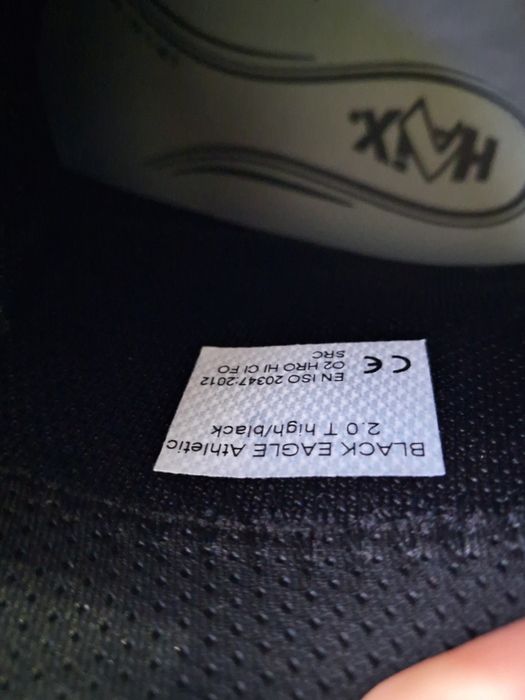 BLACK EAGLE Athletic
2.0 T high/black
EN ISO 20347:2012
O2 HRO HI CI FO
SRC
CE
HAIX